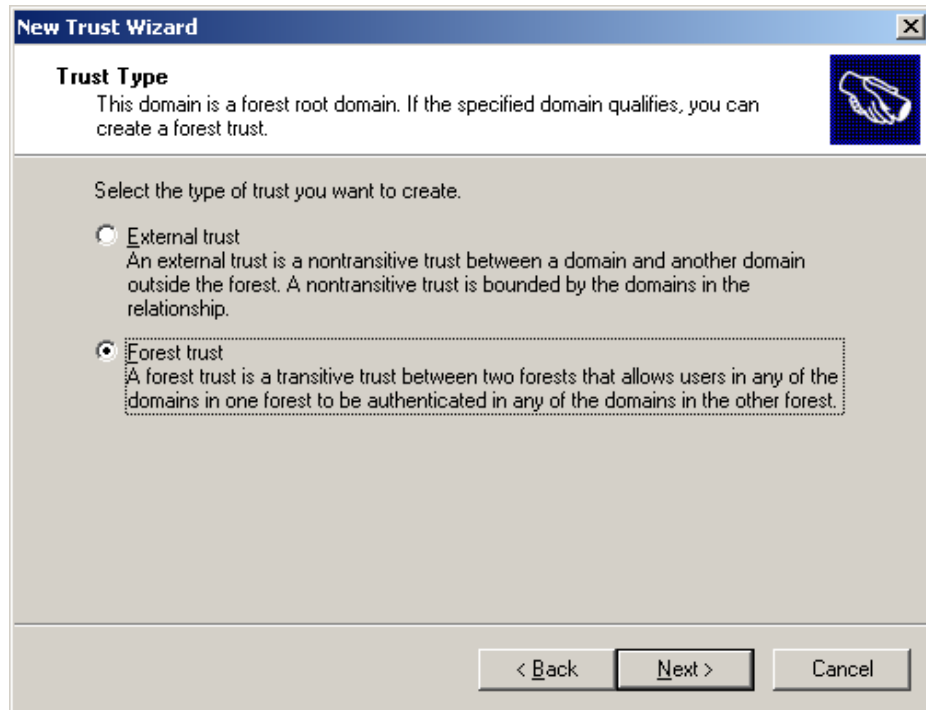 New Trust Wizard
Trust Type
This domain is a forest root domain. If the specified domain qualifies, you can
create a forest trust.
Select the type of trust you want to create.
External trust
An external trust is a nontransitive trust between a domain and another domain
outside the forest. A nontransitive trust is bounded by the domains in the
relationship.
Forest trust
A forest trust is a transitive trust between two forests that allows users in any of the
domains in one forest to be authenticated in any of the domains in the other forest.
< Back
Next >
Cancel